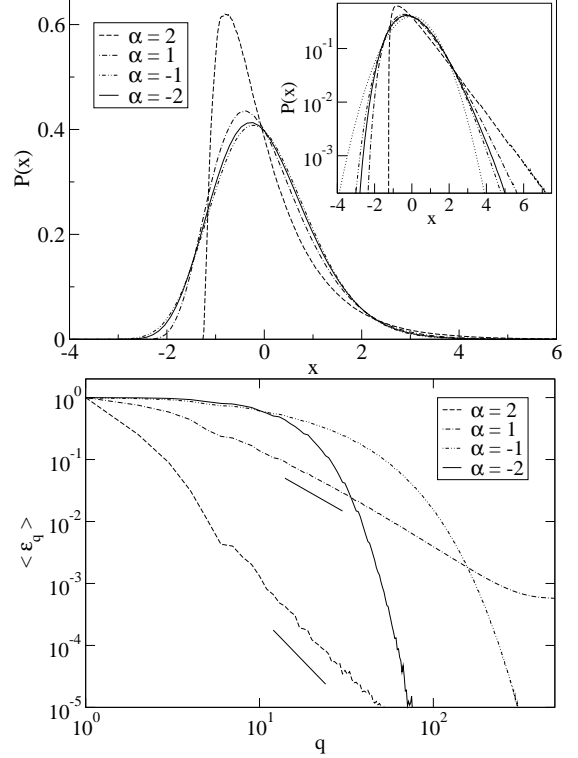 α = 2
α = 1
α = -1
α = -2
P(x)
0.6
0.4
0.2
0
-4
-2
0
2
4
6
x
P(x)
10^-1
10^-2
10^-3
-4
-2
0
2
4
6
x
< ε_q >
10^0
10^-1
10^-2
10^-3
10^-4
10^-5
α = 2
α = 1
α = -1
α = -2
10^0
10^1
10^2
q